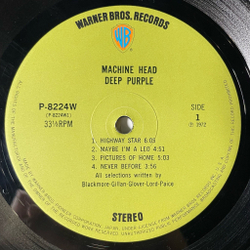 WARNER BROS. RECORDS
WB
MACHINE HEAD
DEEP PURPLE
P-8224W
(P-8224W1)
33⅓RPM
SIDE
1
℗ 1972
1. HIGHWAY STAR 6:05
2. MAYBE I'M A LEO 4:51
3. PICTURES OF HOME 5:03
4. NEVER BEFORE 3:56
All selections written by
Blackmore-Gillan-Glover-Lord-Paice
STEREO